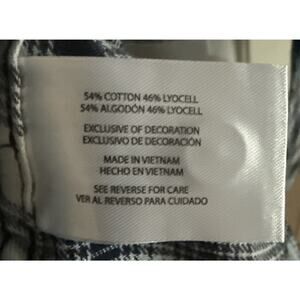 54% COTTON 46% LYOCELL
54% ALGODÓN 46% LYOCELL
EXCLUSIVE OF DECORATION
EXCLUSIVO DE DECORACIÓN
MADE IN VIETNAM
HECHO EN VIETNAM
SEE REVERSE FOR CARE
VER AL REVERSO PARA CUIDADO